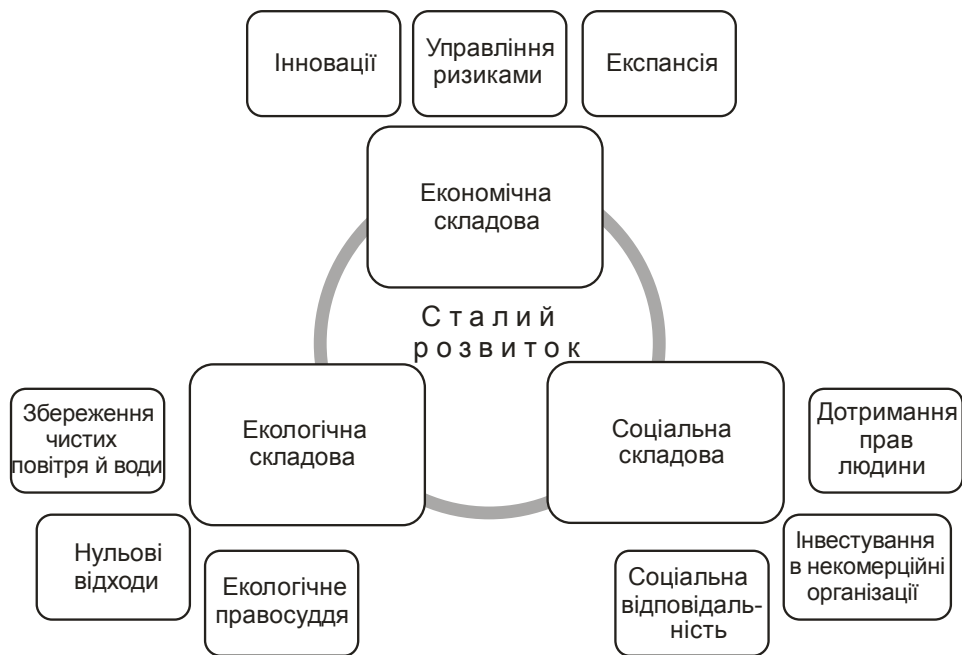 Інновації
Управління
ризиками
Експансія
Економічна
складова
Сталий
розвиток
Екологічна
складова
Соціальна
складова
Збереження
чистих
повітря й води
Нульові
відходи
Екологічне
правосуддя
Дотримання
прав
людини
Інвестування
в некомерційні
організації
Соціальна
відповідаль-
ність